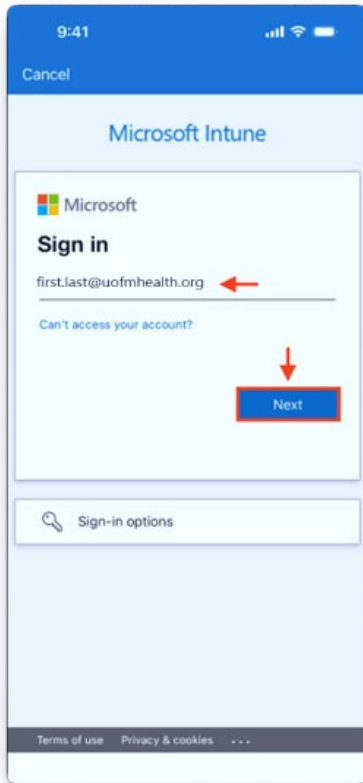 9:41
Cancel
Microsoft Intune
Microsoft
Sign in
first.last@uofmhealth.org
Can't access your account?
Next
Sign-in options
Terms of use Privacy & cookies ...